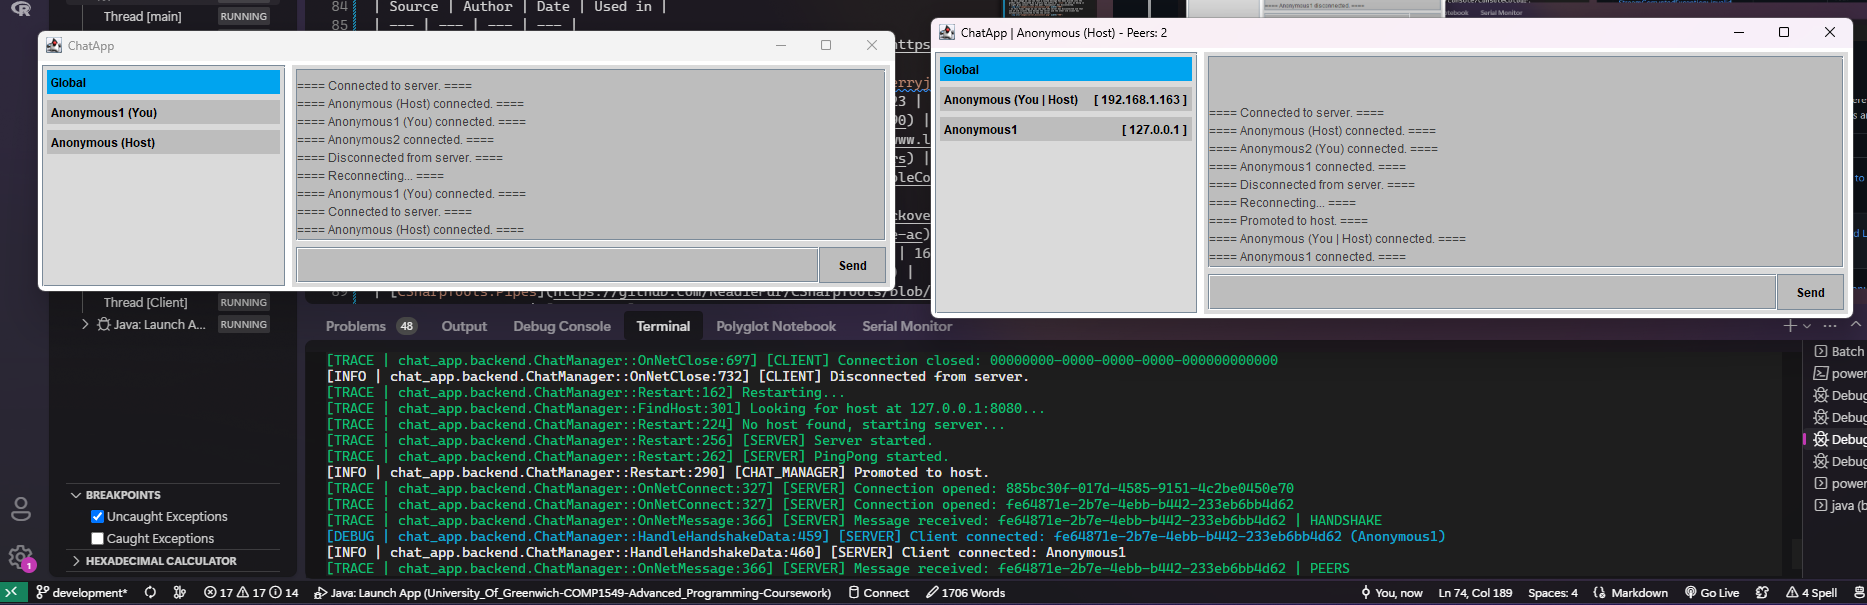 Thread [main] RUNNING
84 | Source | Author | Date | Used in |
85 | --- | --- | --- | --- |
ChatApp
Global
Anonymous1 (You)
Anonymous (Host)
==== Connected to server. ====
==== Anonymous (Host) connected. ====
==== Anonymous1 (You) connected. ====
==== Anonymous2 connected. ====
==== Disconnected from server. ====
==== Reconnecting... ====
==== Anonymous1 (You) connected. ====
==== Connected to server. ====
==== Anonymous (Host) connected. ====
Send
ChatApp | Anonymous (Host) - Peers: 2
Global
Anonymous (You | Host) [ 192.168.1.163 ]
Anonymous1 [ 127.0.0.1 ]
==== Connected to server. ====
==== Anonymous (Host) connected. ====
==== Anonymous2 (You) connected. ====
==== Anonymous1 connected. ====
==== Disconnected from server. ====
==== Reconnecting... ====
==== Promoted to host. ====
==== Anonymous (You | Host) connected. ====
==== Anonymous1 connected. ====
Send
Thread [Client] RUNNING
Java: Launch A... RUNNING
Problems 48 Output Debug Console Terminal Polyglot Notebook Serial Monitor
[TRACE | chat_app.backend.ChatManager::OnNetClose:697] [CLIENT] Connection closed: 00000000-0000-0000-0000-000000000000
[INFO | chat_app.backend.ChatManager::OnNetClose:732] [CLIENT] Disconnected from server.
[TRACE | chat_app.backend.ChatManager::Restart:162] Restarting...
[TRACE | chat_app.backend.ChatManager::FindHost:301] Looking for host at 127.0.0.1:8080...
[TRACE | chat_app.backend.ChatManager::Restart:224] No host found, starting server...
[TRACE | chat_app.backend.ChatManager::Restart:256] [SERVER] Server started.
[TRACE | chat_app.backend.ChatManager::Restart:262] [SERVER] PingPong started.
[INFO | chat_app.backend.ChatManager::Restart:290] [CHAT_MANAGER] Promoted to host.
[TRACE | chat_app.backend.ChatManager::OnNetConnect:327] [SERVER] Connection opened: 885bc30f-017d-4585-9151-4c2be0450e70
[TRACE | chat_app.backend.ChatManager::OnNetConnect:327] [SERVER] Connection opened: fe64871e-2b7e-4ebb-b442-233eb6bb4d62
[TRACE | chat_app.backend.ChatManager::OnNetMessage:366] [SERVER] Message received: fe64871e-2b7e-4ebb-b442-233eb6bb4d62 | HANDSHAKE
[DEBUG | chat_app.backend.ChatManager::HandleHandshakeData:459] [SERVER] Client connected: fe64871e-2b7e-4ebb-b442-233eb6bb4d62 (Anonymous1)
[INFO | chat_app.backend.ChatManager::HandleHandshakeData:460] [SERVER] Client connected: Anonymous1
[TRACE | chat_app.backend.ChatManager::OnNetMessage:366] [SERVER] Message received: fe64871e-2b7e-4ebb-b442-233eb6bb4d62 | PEERS
Batch
power
Debug
Debug
Debug
Debug
power
java (b
BREAKPOINTS
Uncaught Exceptions
Caught Exceptions
HEXADECIMAL CALCULATOR
1
development* 17 17 14 Java: Launch App (University_Of_Greenwich-COMP1549-Advanced_Programming-Coursework) Connect 1706 Words You, now Ln 74, Col 189 Spaces: 4 Markdown Go Live 4 Spell